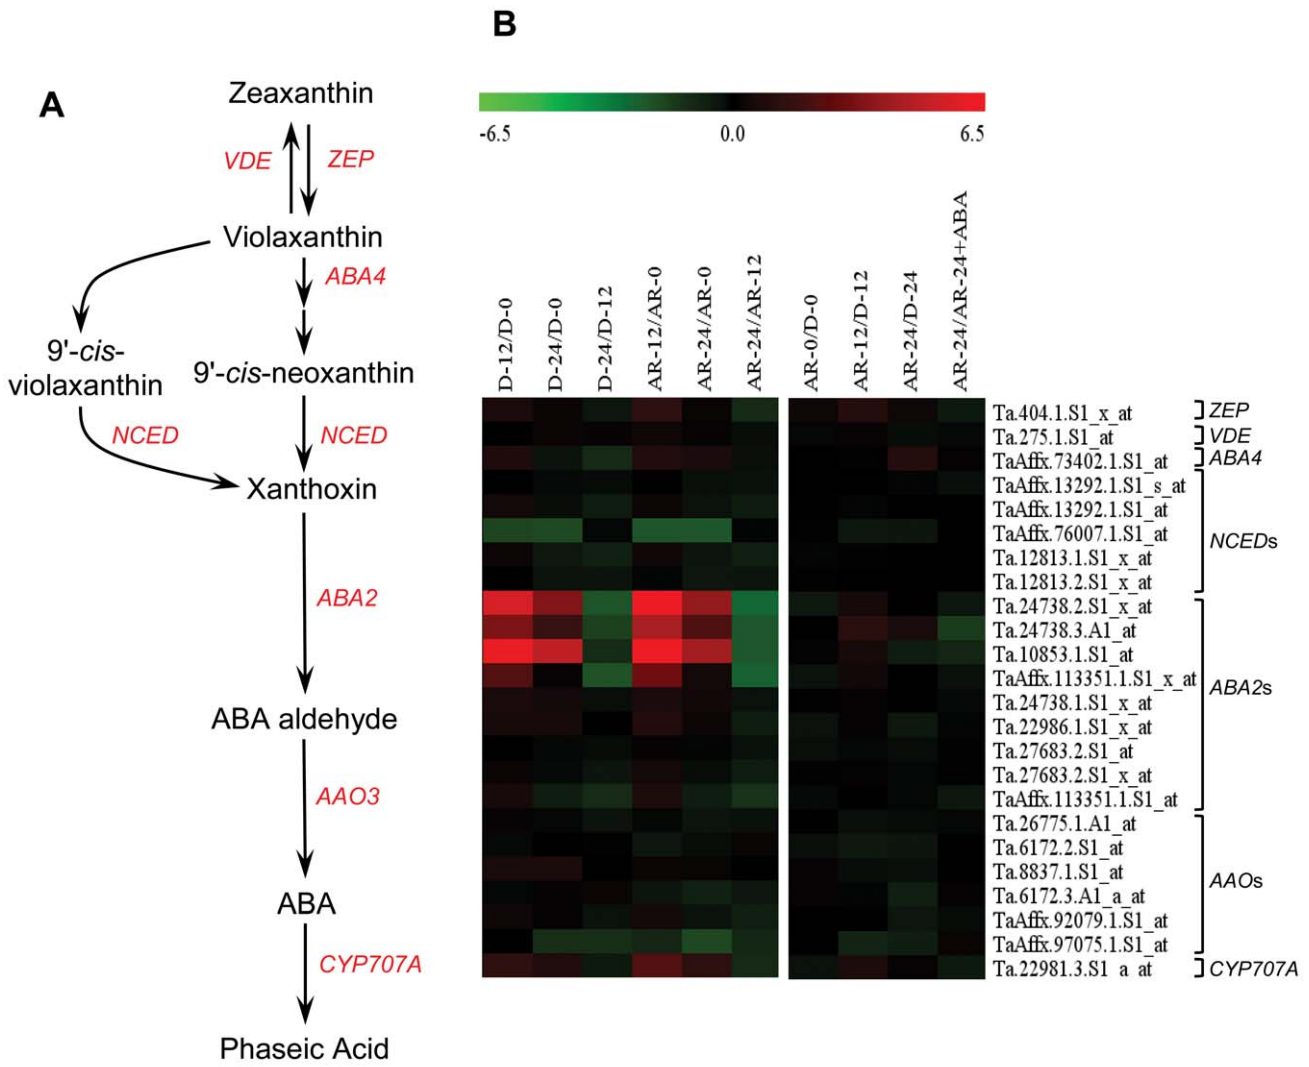 A
Zeaxanthin
VDE
ZEP
Violaxanthin
ABA4
9'-cis-
violaxanthin
9'-cis-neoxanthin
NCED
NCED
Xanthoxin
ABA2
ABA aldehyde
AAO3
ABA
CYP707A
Phaseic Acid
B
-6.5
0.0
6.5
D-12/D-0
D-24/D-0
D-24/D-12
AR-12/AR-0
AR-24/AR-0
AR-24/AR-12
AR-0/D-0
AR-12/D-12
AR-24/D-24
AR-24/AR-24+ABA
Ta.404.1.S1_x_at
Ta.275.1.S1_at
TaAffx.73402.1.S1_at
TaAffx.13292.1.S1_s_at
TaAffx.13292.1.S1_at
TaAffx.76007.1.S1_at
Ta.12813.1.S1_x_at
Ta.12813.2.S1_x_at
Ta.24738.2.S1_x_at
Ta.24738.3.A1_at
Ta.10853.1.S1_at
TaAffx.113351.1.S1_x_at
Ta.24738.1.S1_x_at
Ta.22986.1.S1_x_at
Ta.27683.2.S1_at
Ta.27683.2.S1_x_at
TaAffx.113351.1.S1_at
Ta.26775.1.A1_at
Ta.6172.2.S1_at
Ta.8837.1.S1_at
Ta.6172.3.A1_a_at
TaAffx.92079.1.S1_at
TaAffx.97075.1.S1_at
Ta.22981.3.S1_a_at
ZEP
VDE
ABA4
NCEDs
ABA2s
AAOs
CYP707A